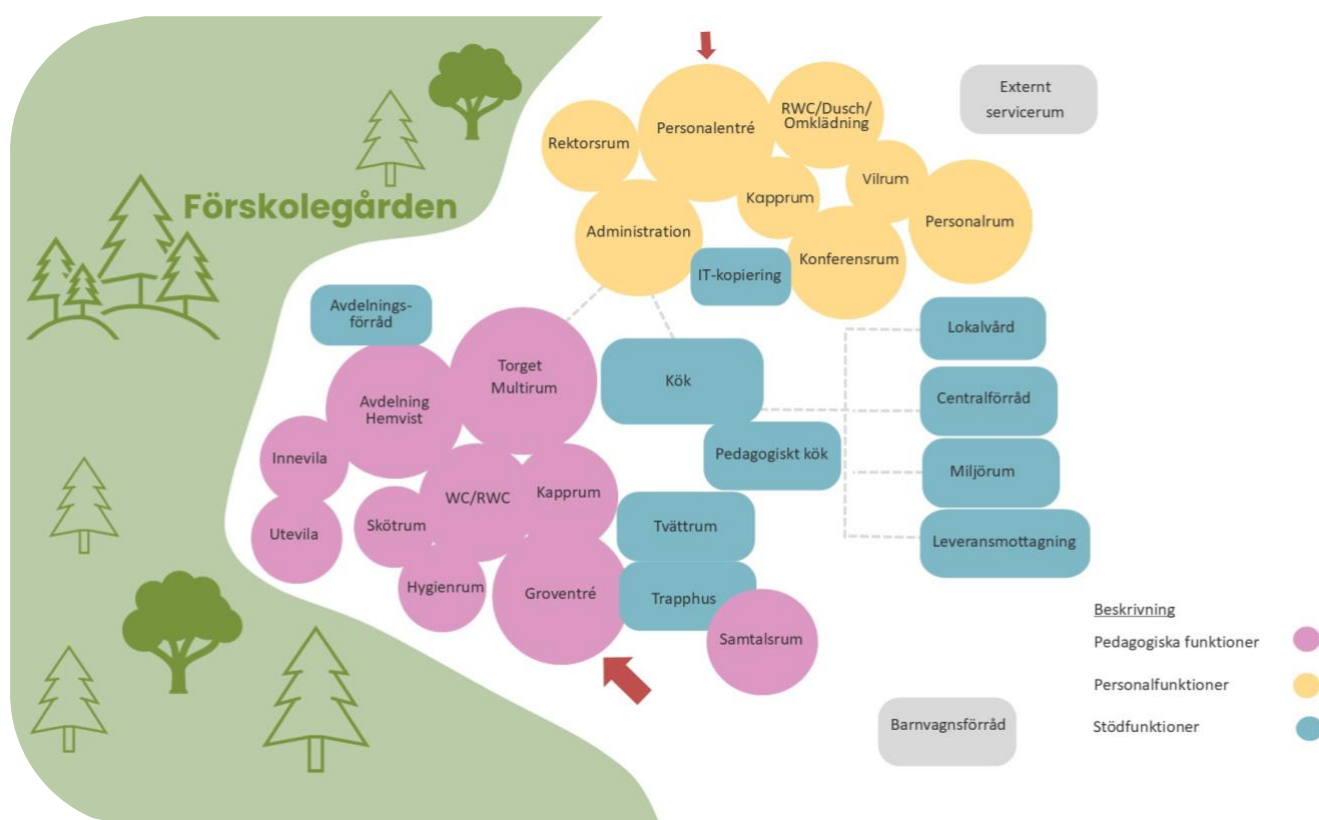 Förskolegården
Rektorsrum
Personalentré
RWC/Dusch/
Omklädning
Externt
servicerum
Kapprum
Vilrum
Personalrum
Administration
IT-kopiering
Konferensrum
Avdelnings-
förråd
Torget
Multirum
Kök
Lokalvård
Avdelning
Hemvist
Centralförråd
Innevila
Pedagogiskt kök
Miljörum
WC/RWC
Kapprum
Utevila
Skötrum
Tvättrum
Leveransmottagning
Hygienrum
Groventré
Trapphus
Samtalsrum
Beskrivning
Pedagogiska funktioner
Personalfunktioner
Stödfunktioner
Barnvagnsförråd